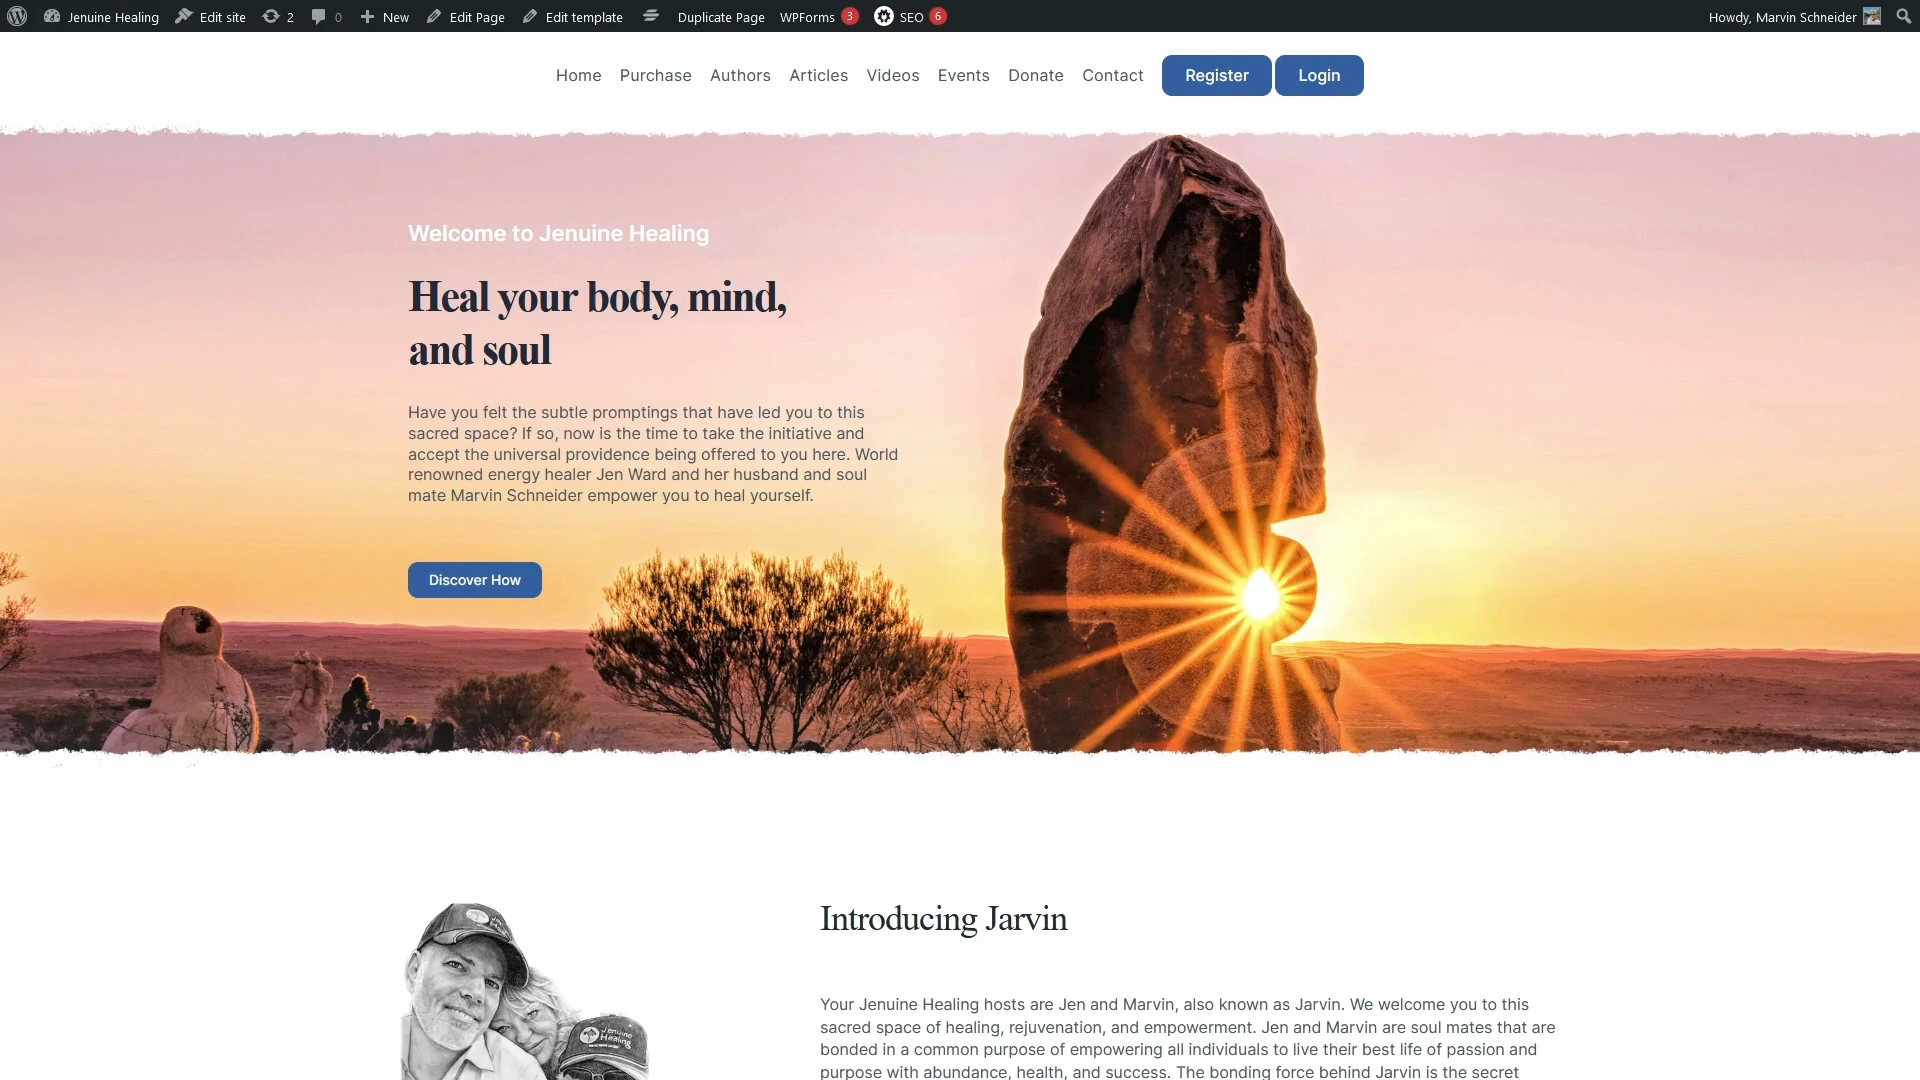 Jenuine Healing Edit site 2 0 New Edit Page Edit template Duplicate Page WPForms 3 SEO 6 Howdy, Marvin Schneider
Home Purchase Authors Articles Videos Events Donate Contact Register Login
Welcome to Jenuine Healing
Heal your body, mind,
and soul
Have you felt the subtle promptings that have led you to this
sacred space? If so, now is the time to take the initiative and
accept the universal providence being offered to you here. World
renowned energy healer Jen Ward and her husband and soul
mate Marvin Schneider empower you to heal yourself.
Discover How
Introducing Jarvin
Your Jenuine Healing hosts are Jen and Marvin, also known as Jarvin. We welcome you to this
sacred space of healing, rejuvenation, and empowerment. Jen and Marvin are soul mates that are
bonded in a common purpose of empowering all individuals to live their best life of passion and
purpose with abundance, health, and success. The bonding force behind Jarvin is the secret
Jenuine
Healing